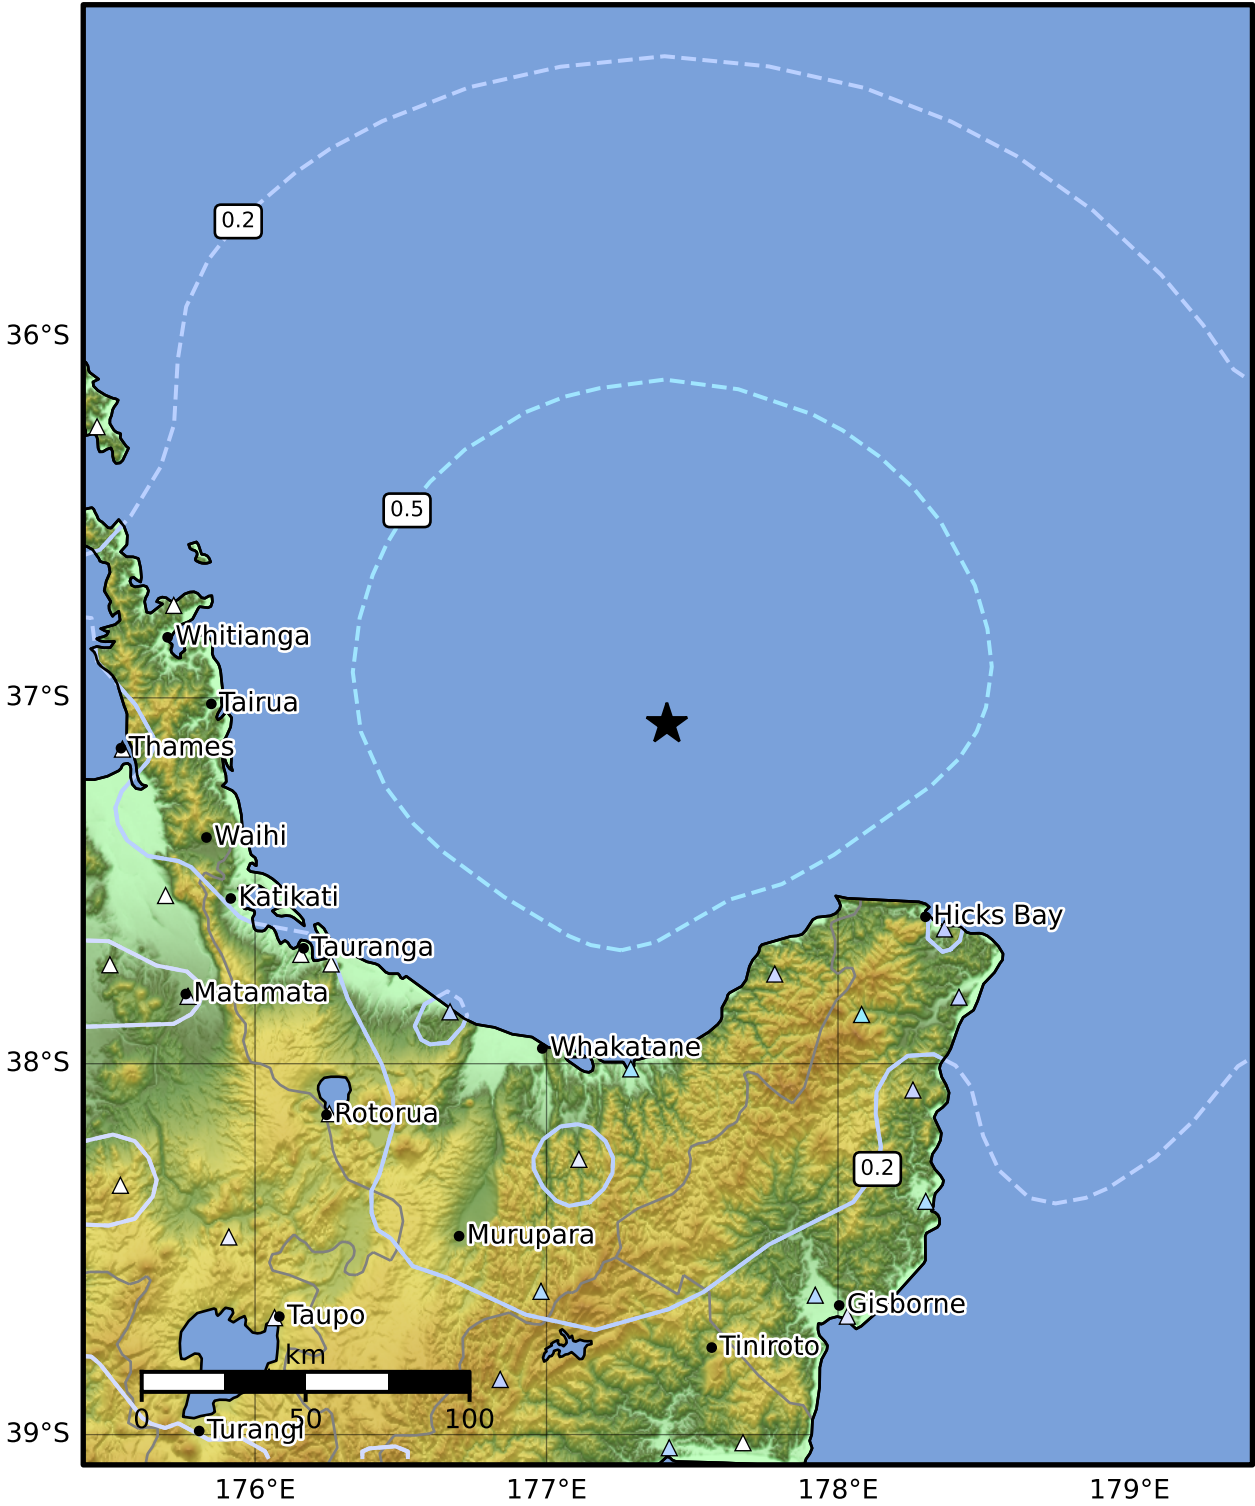 0.2
36°S
0.5
Whitianga
37°S
Tairua
Thames
Waihi
Katikati
Hicks Bay
Tauranga
Matamata
Whakatane
38°S
Rotorua
0.2
Murupara
Gisborne
Taupo
Tiniroto
km
0 50 100
Turangi
39°S
176°E 177°E 178°E 179°E